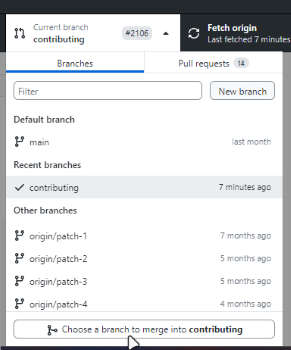 Current branch
contributing
#2106
Fetch origin
Last fetched 7 minutes
Branches
Pull requests 14
Filter
New branch
Default branch
main
last month
Recent branches
contributing
7 minutes ago
Other branches
origin/patch-1
7 months ago
origin/patch-2
5 months ago
origin/patch-3
5 months ago
origin/patch-4
4 months ago
Choose a branch to merge into contributing